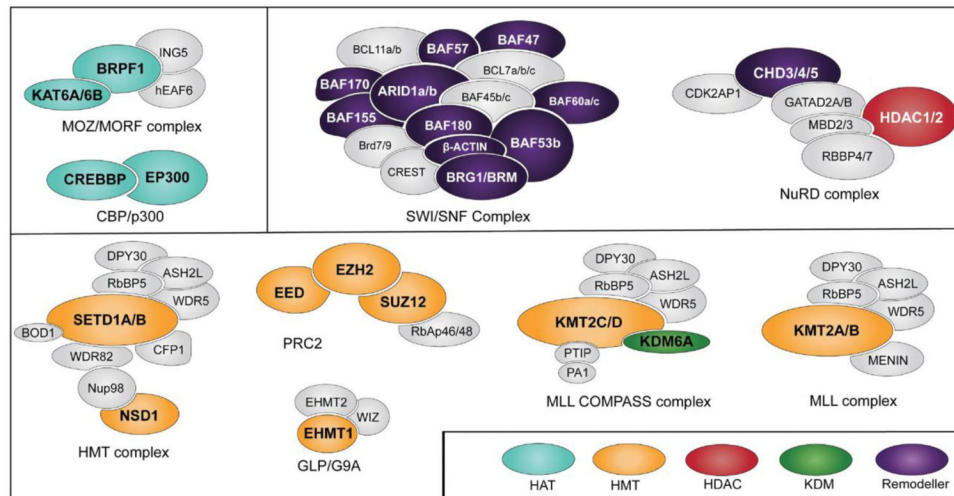 BRPF1
ING5
hEAF6
KAT6A/6B
MOZ/MORF complex
CREBBP
EP300
CBP/p300
BCL11a/b
BAF57
BAF47
BCL7a/b/c
BAF170
ARID1a/b
BAF45b/c
BAF60a/c
BAF155
BAF180
BAF53b
Brd7/9
β-ACTIN
CREST
BRG1/BRM
SWI/SNF Complex
CHD3/4/5
CDK2AP1
GATAD2A/B
HDAC1/2
MBD2/3
RBBP4/7
NuRD complex
DPY30
ASH2L
RbBP5
WDR5
SETD1A/B
BOD1
WDR82
CFP1
Nup98
NSD1
HMT complex
EZH2
EED
SUZ12
RbAp46/48
PRC2
EHMT2
WIZ
EHMT1
GLP/G9A
DPY30
ASH2L
RbBP5
WDR5
KMT2C/D
KDM6A
PTIP
PA1
MLL COMPASS complex
DPY30
ASH2L
RbBP5
WDR5
KMT2A/B
MENIN
MLL complex
HAT
HMT
HDAC
KDM
Remodeller